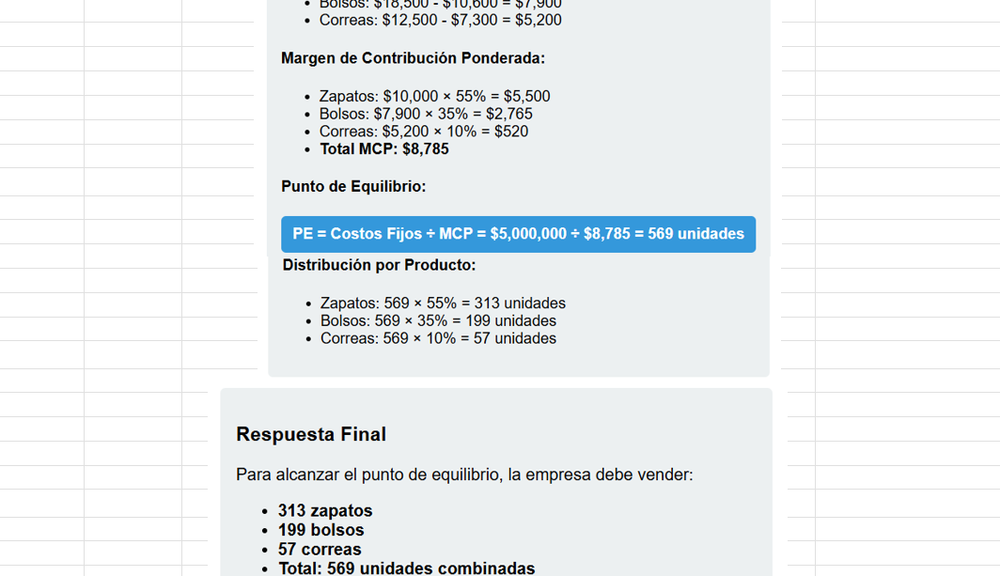 • Bolsos: $18,500 - $10,600 = $7,900
• Correas: $12,500 - $7,300 = $5,200
Margen de Contribución Ponderada:
• Zapatos: $10,000 × 55% = $5,500
• Bolsos: $7,900 × 35% = $2,765
• Correas: $5,200 × 10% = $520
• Total MCP: $8,785
Punto de Equilibrio:
PE = Costos Fijos ÷ MCP = $5,000,000 ÷ $8,785 = 569 unidades
Distribución por Producto:
• Zapatos: 569 × 55% = 313 unidades
• Bolsos: 569 × 35% = 199 unidades
• Correas: 569 × 10% = 57 unidades
Respuesta Final
Para alcanzar el punto de equilibrio, la empresa debe vender:
• 313 zapatos
• 199 bolsos
• 57 correas
• Total: 569 unidades combinadas